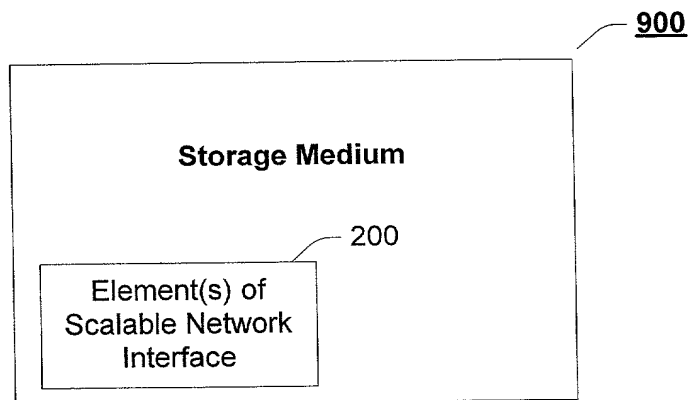 900
Storage Medium
200
Element(s) of
Scalable Network
Interface